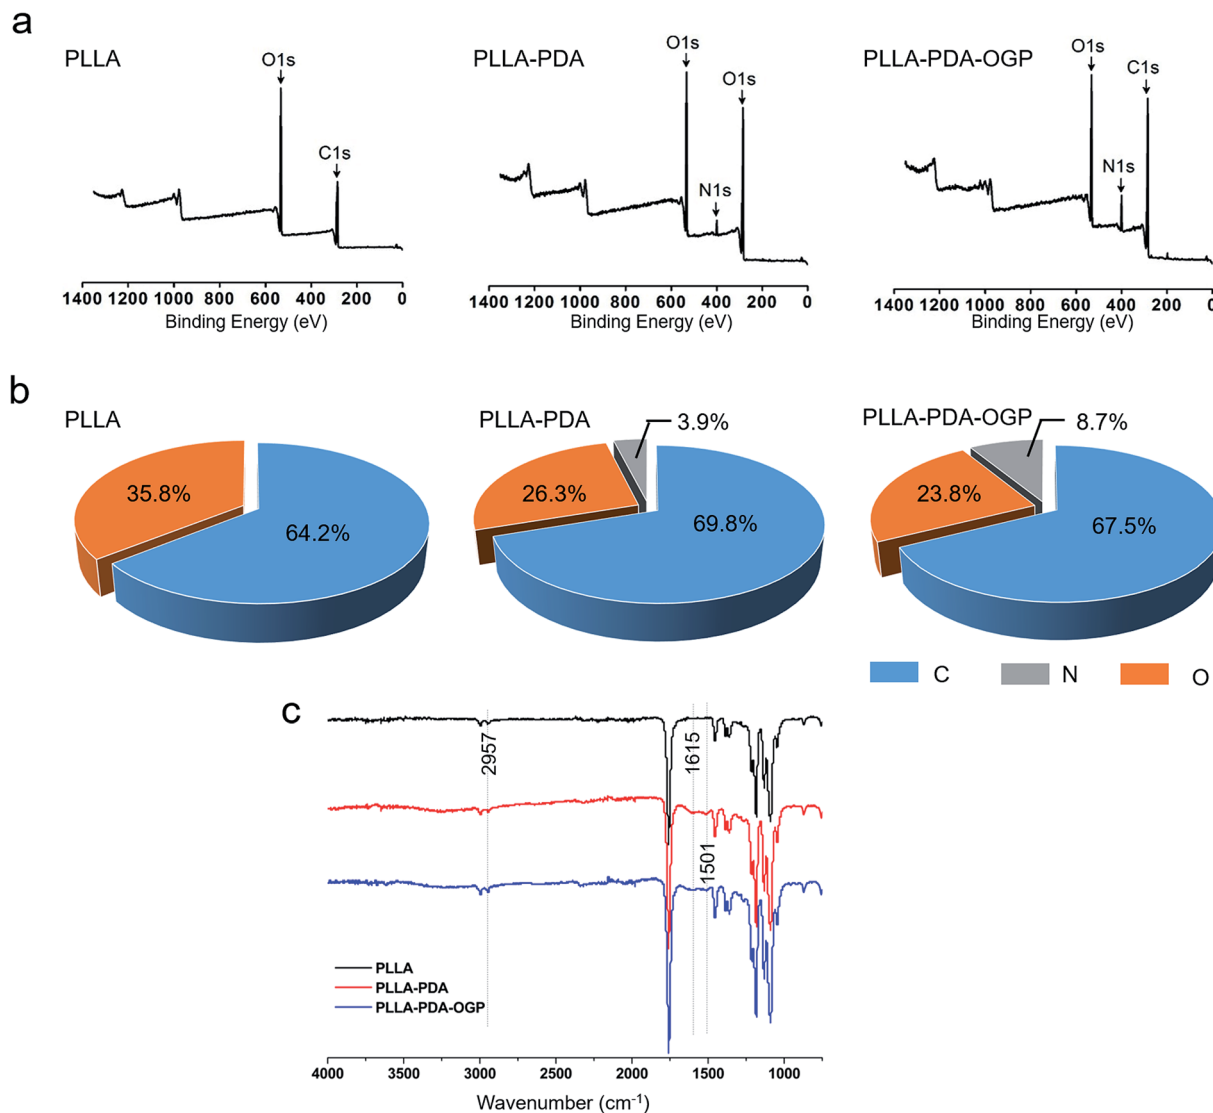 a
PLLA
O1s
C1s
1400 1200 1000 800 600 400 200 0
Binding Energy (eV)
PLLA-PDA
O1s
O1s
N1s
1400 1200 1000 800 600 400 200 0
Binding Energy (eV)
PLLA-PDA-OGP
O1s
C1s
N1s
1400 1200 1000 800 600 400 200 0
Binding Energy (eV)
b
PLLA
35.8%
64.2%
PLLA-PDA
3.9%
26.3%
69.8%
PLLA-PDA-OGP
8.7%
23.8%
67.5%
C N O
c
2957
1615
1501
PLLA
PLLA-PDA
PLLA-PDA-OGP
4000 3500 3000 2500 2000 1500 1000
Wavenumber (cm⁻¹)